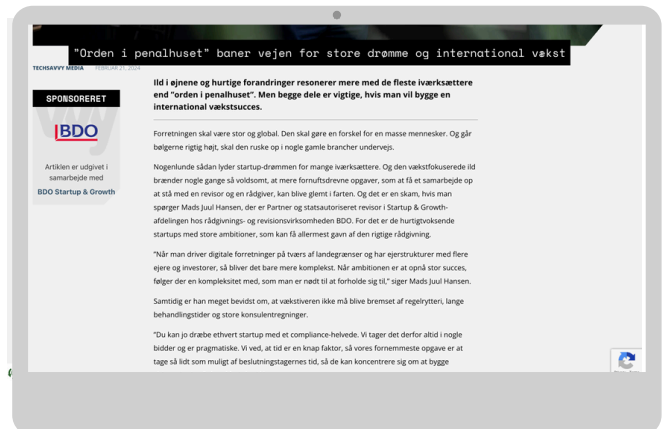 "Orden i penalhuset" baner vejen for store drømme og international vækst
TECHSAVVY MEDIA FEBRUAR 21, 2024
SPONSORERET
BDO
Artiklen er udgivet i
samarbejde med
BDO Startup & Growth
Ild i øjnene og hurtige forandringer resonerer mere med de fleste iværksættere
end "orden i penalhuset". Men begge dele er vigtige, hvis man vil bygge en
international vækstsucces.
Forretningen skal være stor og global. Den skal gøre en forskel for en masse mennesker. Og går
bølgerne rigtig højt, skal den ruske op i nogle gamle brancher undervejs.
Nogenlunde sådan lyder startup-drømmen for mange iværksættere. Og den vækstfokuserede ild
brænder nogle gange så voldsomt, at mere fornuftsdrevne opgaver, som at få et samarbejde op
at stå med en revisor og en rådgiver, kan blive glemt i farten. Og det er en skam, hvis man
spørger Mads Juul Hansen, der er Partner og statsautoriseret revisor i Startup & Growth-
afdelingen hos rådgivnings- og revisionsvirksomheden BDO. For det er de hurtigtvoksende
startups med store ambitioner, som kan få allermest gavn af den rigtige rådgivning.
"Når man driver digitale forretninger på tværs af landegrænser og har ejerstrukturer med flere
ejere og investorer, så bliver det bare mere komplekst. Når ambitionen er at opnå stor succes,
følger der en kompleksitet med, som man er nødt til at forholde sig til," siger Mads Juul Hansen.
Samtidig er han meget bevidst om, at vækstiveren ikke må blive bremset af regelrytteri, lange
behandlingstider og store konsulentregninger.
"Du kan jo dræbe ethvert startup med et compliance-helvede. Vi tager det derfor altid i nogle
bidder og er pragmatiske. Vi ved, at tid er en knap faktor, så vores fornemmeste opgave er at
tage så lidt som muligt af beslutningstagernes tid, så de kan koncentrere sig om at bygge